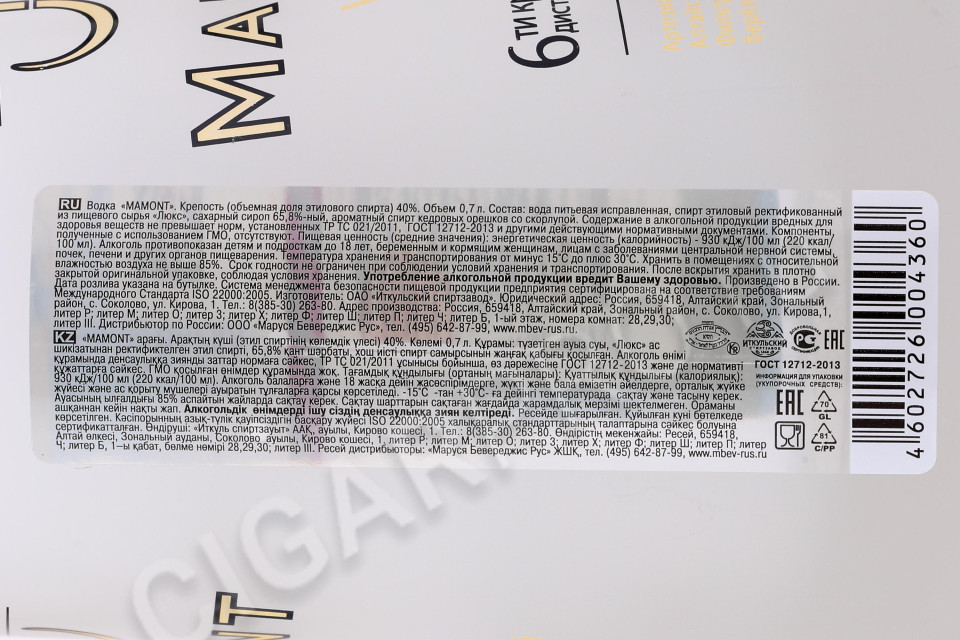 MAMONT
6
ти кр
дист
RU Водка «MAMONT». Крепость (объемная доля этилового спирта) 40%. Объем 0,7 л. Состав: вода питьевая исправленная, спирт этиловый ректификованный
из пищевого сырья «Люкс», сахарный сироп 65,8%-ный, ароматный спирт кедровых орешков со скорлупой. Содержание в алкогольной продукции вредных для
здоровья веществ не превышает норм, установленных ТР ТС 021/2011, ГОСТ 12712-2013 и другими действующими нормативными документами. Компоненты,
полученные с использованием ГМО, отсутствуют. Пищевая ценность (средние значения): энергетическая ценность (калорийность) - 930 кДж/100 мл (220 ккал/
100 мл). Алкоголь противопоказан детям и подросткам до 18 лет, беременным и кормящим женщинам, лицам с заболеваниями центральной нервной системы,
почек, печени и других органов пищеварения. Температура хранения и транспортирования от минус 15°С до плюс 30°С. Хранить в помещениях с относительной
влажностью воздуха не выше 85%. Срок годности не ограничен при соблюдении условий хранения и транспортирования. После вскрытия хранить в плотно
закрытой оригинальной упаковке, соблюдая условия хранения. Употребление алкогольной продукции вредит Вашему здоровью. Произведено в России.
Дата розлива указана на бутылке. Система менеджмента безопасности пищевой продукции предприятия сертифицирована на соответствие требованиям
Международного Стандарта ISO 22000:2005. Изготовитель: ОАО «Иткульский спиртзавод». Юридический адрес: Россия, 659418, Алтайский край, Зональный
район, с. Соколово, ул. Кирова, 1, Тел.: 8(385-30) 263-80. Адрес производства: Россия, 659418, Алтайский край, Зональный район, с. Соколово, ул. Кирова,1,
литер Р; литер М; литер О; литер З; литер Х; литер Ф; литер Ш; литер П; литер Ч; литер Б, 1-ый этаж, номера комнат: 28,29,30;
литер III. Дистрибьютор по России: ООО «Маруся Бевереджис Рус», тел. (495) 642-87-99, www.mbev-rus.ru.
KZ «MAMONT» арағы. Арақтың күші (этил спиртінің көлемдік үлесі) 40%. Көлемі 0,7 л. Құрамы: түзетілген ауыз суы, «Люкс» ас
шикізатынан ректификетелген этил спирті, 65,8% қант шәрбаты, хош иісті спирт самырсынын жаңғақ қабығы қосылған. Алкоголь өнімі
құрамында денсаулыққа зиянды заттар нормаға сәйкес, ТР ТС 021/2011 ұсынысы бойынша, өз дәрежесіне ГОСТ 12712-2013 және де нормативті
құжаттарға сәйкес. ГМО қосылған өнімдер құрамында жоқ. Тағамдық құндылығы (ортаңғы мағыналары): Қуаттылық құндылығы (калориялық):
930 кДж/100 мл (220 ккал/100 мл). Алкоголь балаларға және 18 жасқа дейін жасөспірімдерге, жүкті және бала емізетін әйелдерге, орталық жүйке
жүйесі және ас қорыту мүшелері ауыратын тұлғаларға қарсы көрсетіледі. -15°С -тан +30°С- ға дейінгі температурада сақтау және тасыну керек.
Ауасының ылғалдығы 85% аспайтын жайларда сақтау керек. Сақтау шарттарын сақтаған жағдайда жарамдылық мерзімі шектелмеген. Ораманы
ашқаннан кейін нақты жап. Алкогольдік өнімдерді ішу сіздің денсаулыққа зиян келтіреді. Ресейде шығарылған. Құйылған күні бөтелкеде
көрсетілген. Кәсіпорының азық-түлік қауіпсіздігін басқару жүйесі ISO 22000:2005 халықаралық стандарттарының талаптарына сәйкес болуына
сертификатталған. Өндіруші: «Итқуль спиртзауыт» ААҚ, ауылы, Кирово кошесі, 1. Тел.: 8(385-30) 263-80. Өндірістің мекенжайы: Ресей, 659418,
Алтай өлкесі, Зональный ауданы, Соколово ауылы, Кирово кошесі, 1, литер Р; литер М; литер О; литер З; литер Х; литер Ф; литер Ш; литер П; литер
Ч; литер Б, 1—ы қабат, бөлме нөмірі 28,29,30; литер III. Ресей дистрибьюторы: «Маруся Бевереджис Рус» ЖШҚ, тел. (495) 642-87-99, www.mbev-rus.ru
ИТКУЛЬСКИЙ
ЕАС
ГОСТ 12712-2013
(ИНФОРМАЦИЯ ДЛЯ УПАКОВКИ
(УКУПОРОЧНЫХ СРЕДСТВ):
ЕАС
70
GL
81
C/PP
4 602726 004360
CIGAR
NT